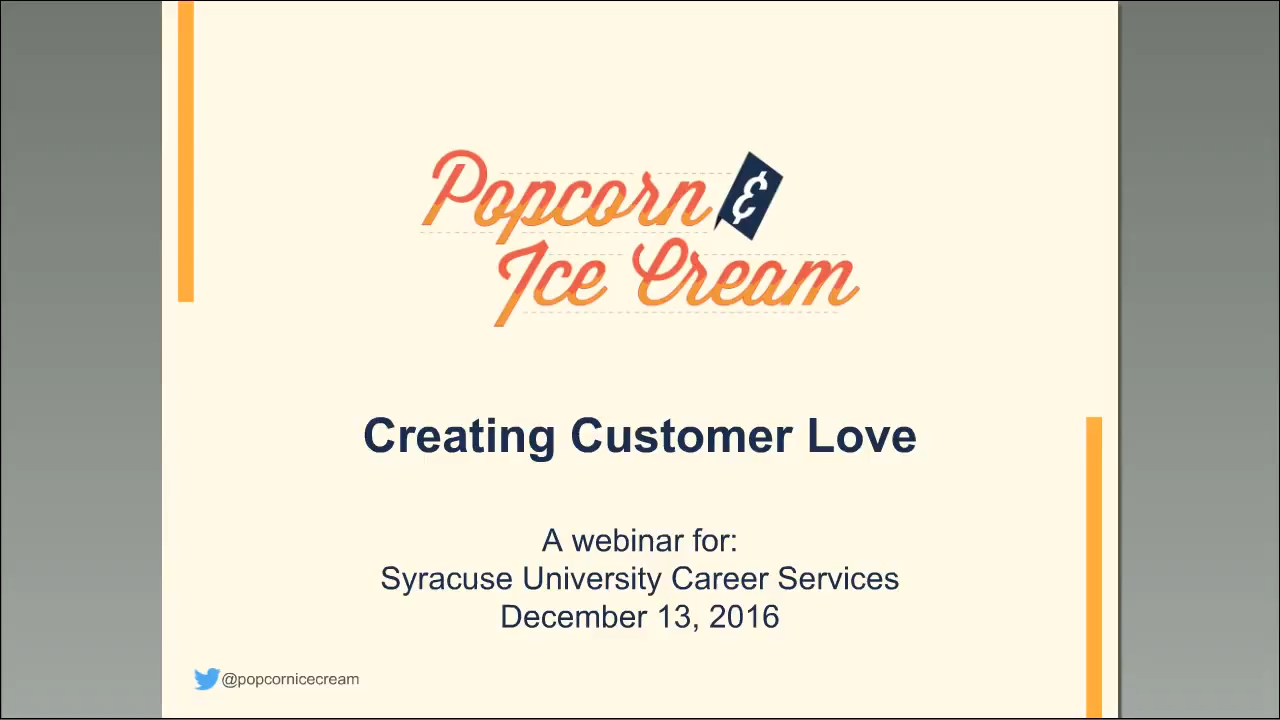 Popcorn &
Ice Cream
Creating Customer Love
A webinar for:
Syracuse University Career Services
December 13, 2016
@popcornicecream